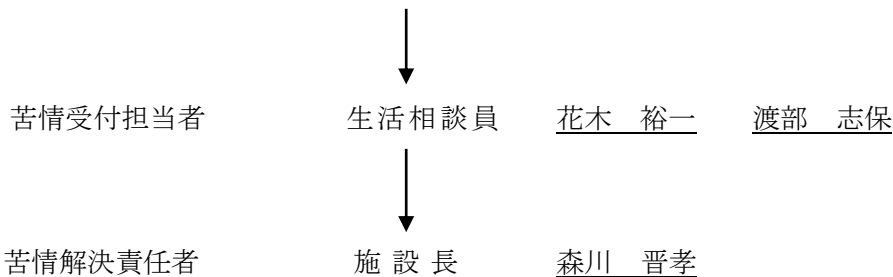 苦情受付担当者　生活相談員　花木　裕一　渡部　志保
苦情解決責任者　施 設 長　森川　晋孝